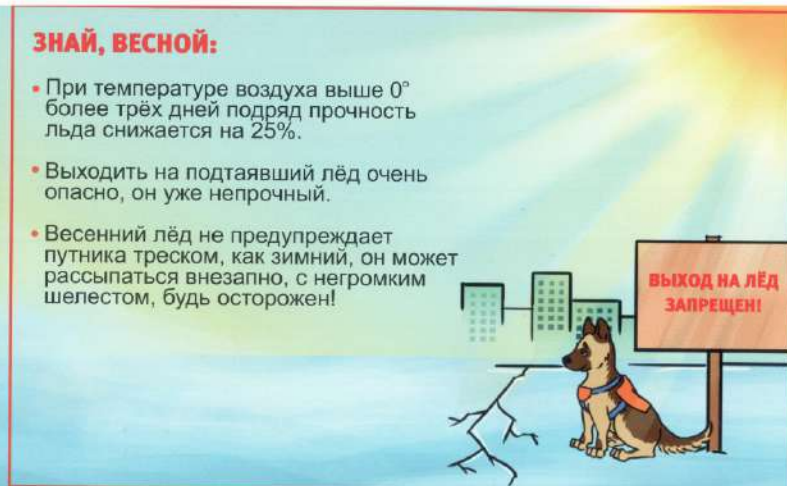 ЗНАЙ, ВЕСНОЙ:
• При температуре воздуха выше 0°
более трёх дней подряд прочность
льда снижается на 25%.
• Выходить на подтаявший лёд очень
опасно, он уже непрочный.
• Весенний лёд не предупреждает
путника треском, как зимний, он может
рассыпаться внезапно, с негромким
шелестом, будь осторожен!
ВЫХОД НА ЛЁД
ЗАПРЕЩЕН!